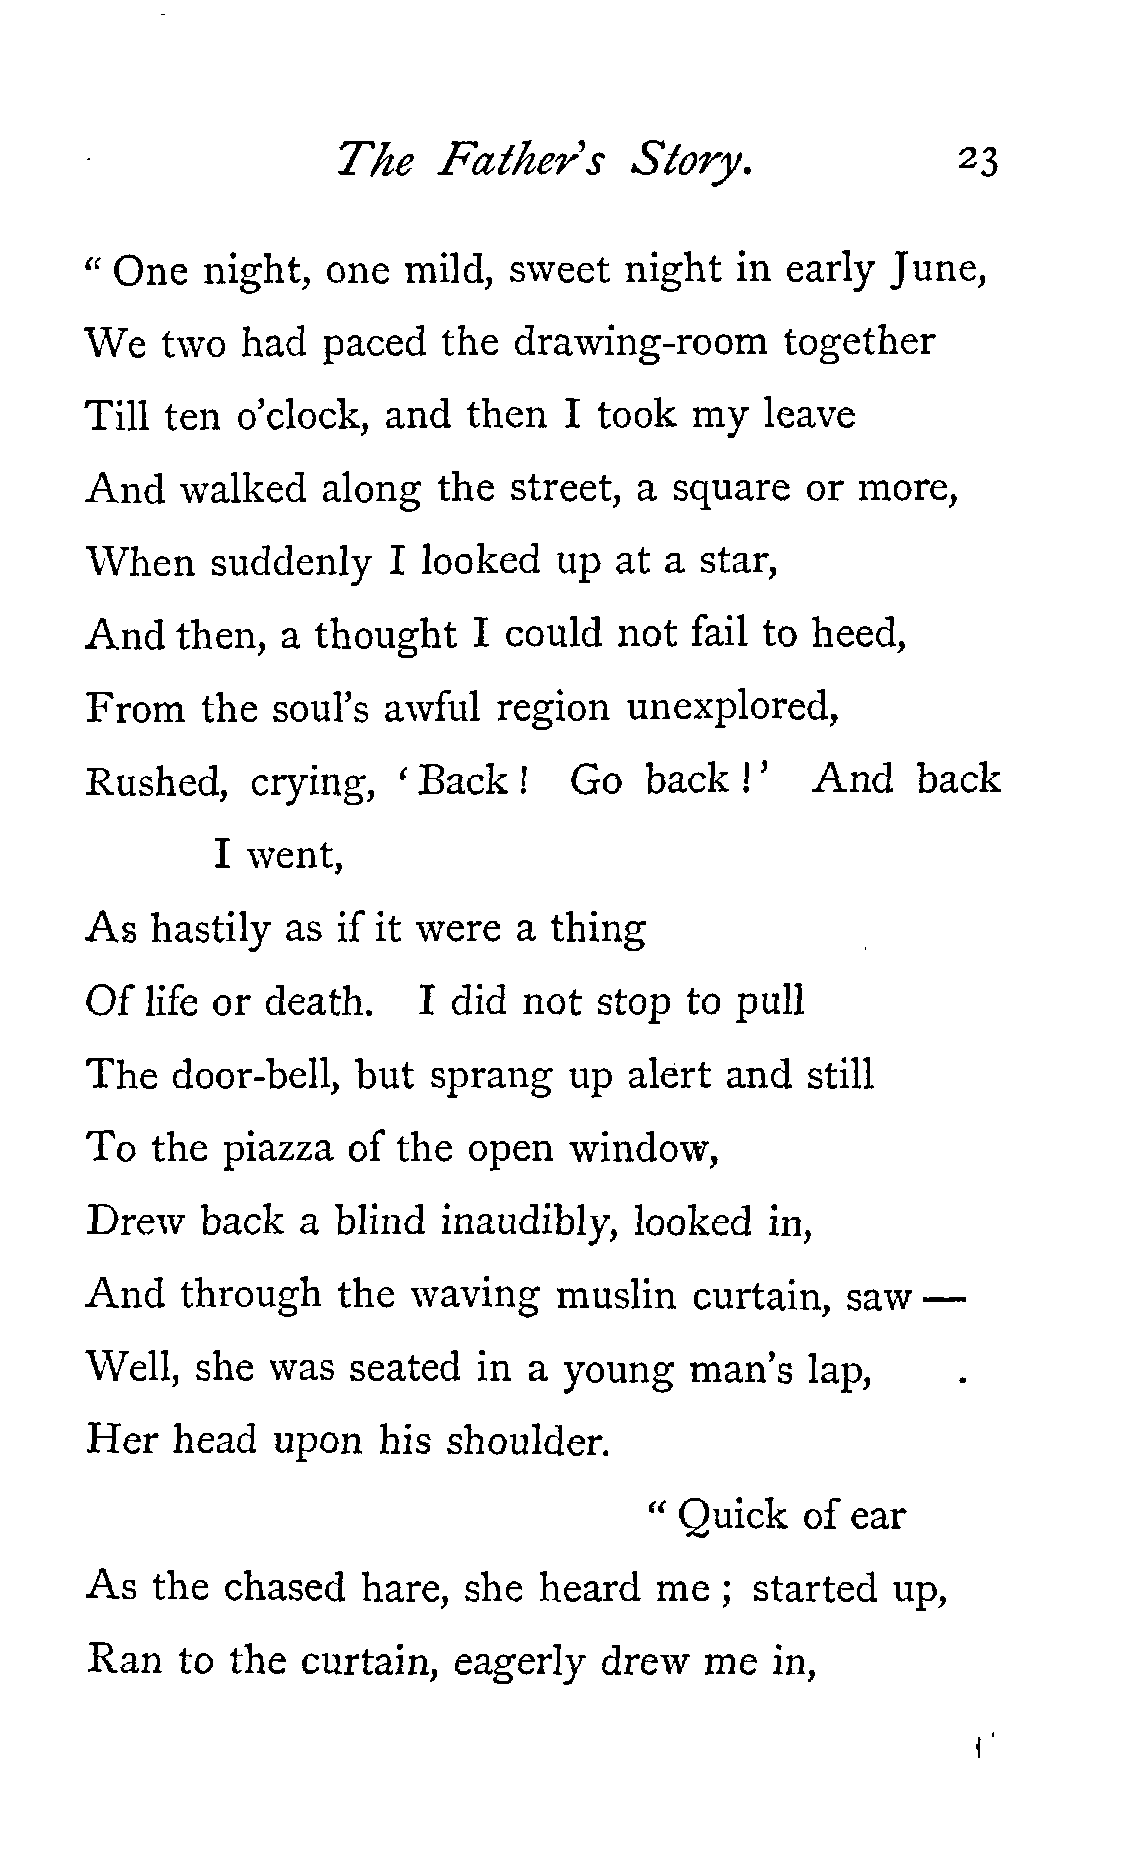 The Father's Story. 23
" One night, one mild, sweet night in early June,
We two had paced the drawing-room together
Till ten o'clock, and then I took my leave
And walked along the street, a square or more,
When suddenly I looked up at a star,
And then, a thought I could not fail to heed,
From the soul's awful region unexplored,
Rushed, crying, ' Back ! Go back ! ' And back
I went,
As hastily as if it were a thing
Of life or death. I did not stop to pull
The door-bell, but sprang up alert and still
To the piazza of the open window,
Drew back a blind inaudibly, looked in,
And through the waving muslin curtain, saw —
Well, she was seated in a young man's lap,
Her head upon his shoulder.
" Quick of ear
As the chased hare, she heard me ; started up,
Ran to the curtain, eagerly drew me in,